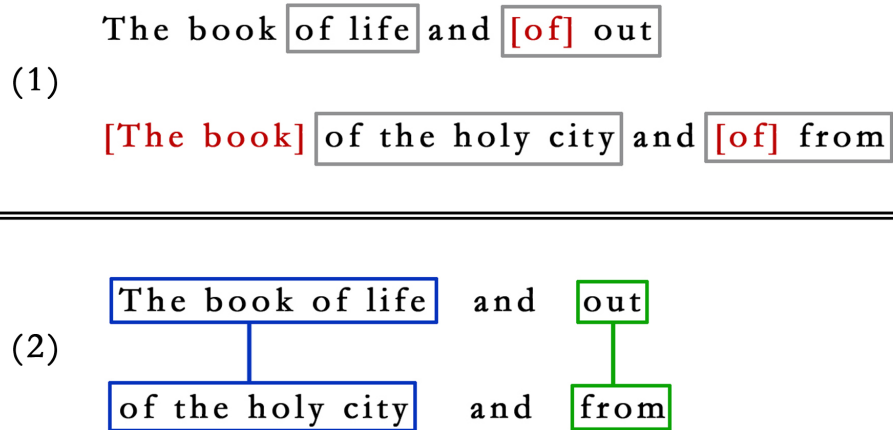 The book of life and [of] out
(1)
[The book] of the holy city and [of] from
The book of life and out
(2)
of the holy city and from